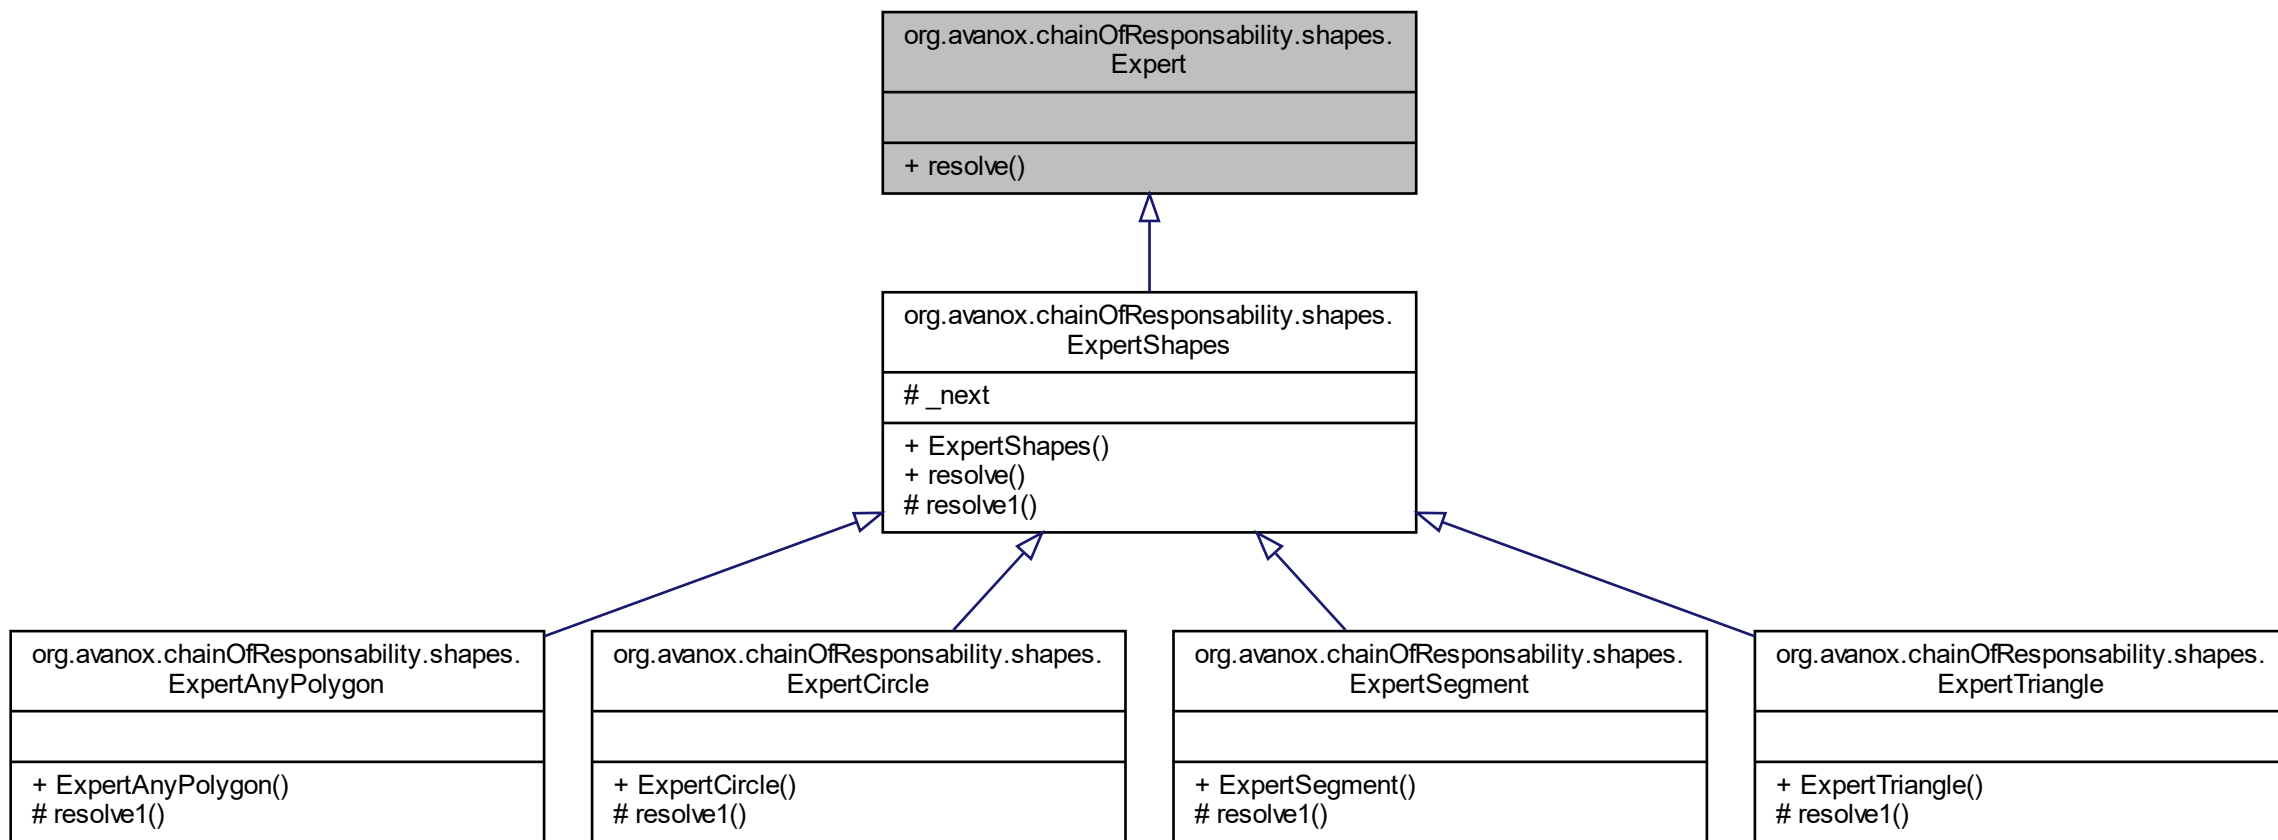 org.avanox.chainOfResponsability.shapes.
Expert
+ resolve()
org.avanox.chainOfResponsability.shapes.
ExpertShapes
# _next
+ ExpertShapes()
+ resolve()
# resolve1()
org.avanox.chainOfResponsability.shapes.
ExpertAnyPolygon
+ ExpertAnyPolygon()
# resolve1()
org.avanox.chainOfResponsability.shapes.
ExpertCircle
+ ExpertCircle()
# resolve1()
org.avanox.chainOfResponsability.shapes.
ExpertSegment
+ ExpertSegment()
# resolve1()
org.avanox.chainOfResponsability.shapes.
ExpertTriangle
+ ExpertTriangle()
# resolve1()